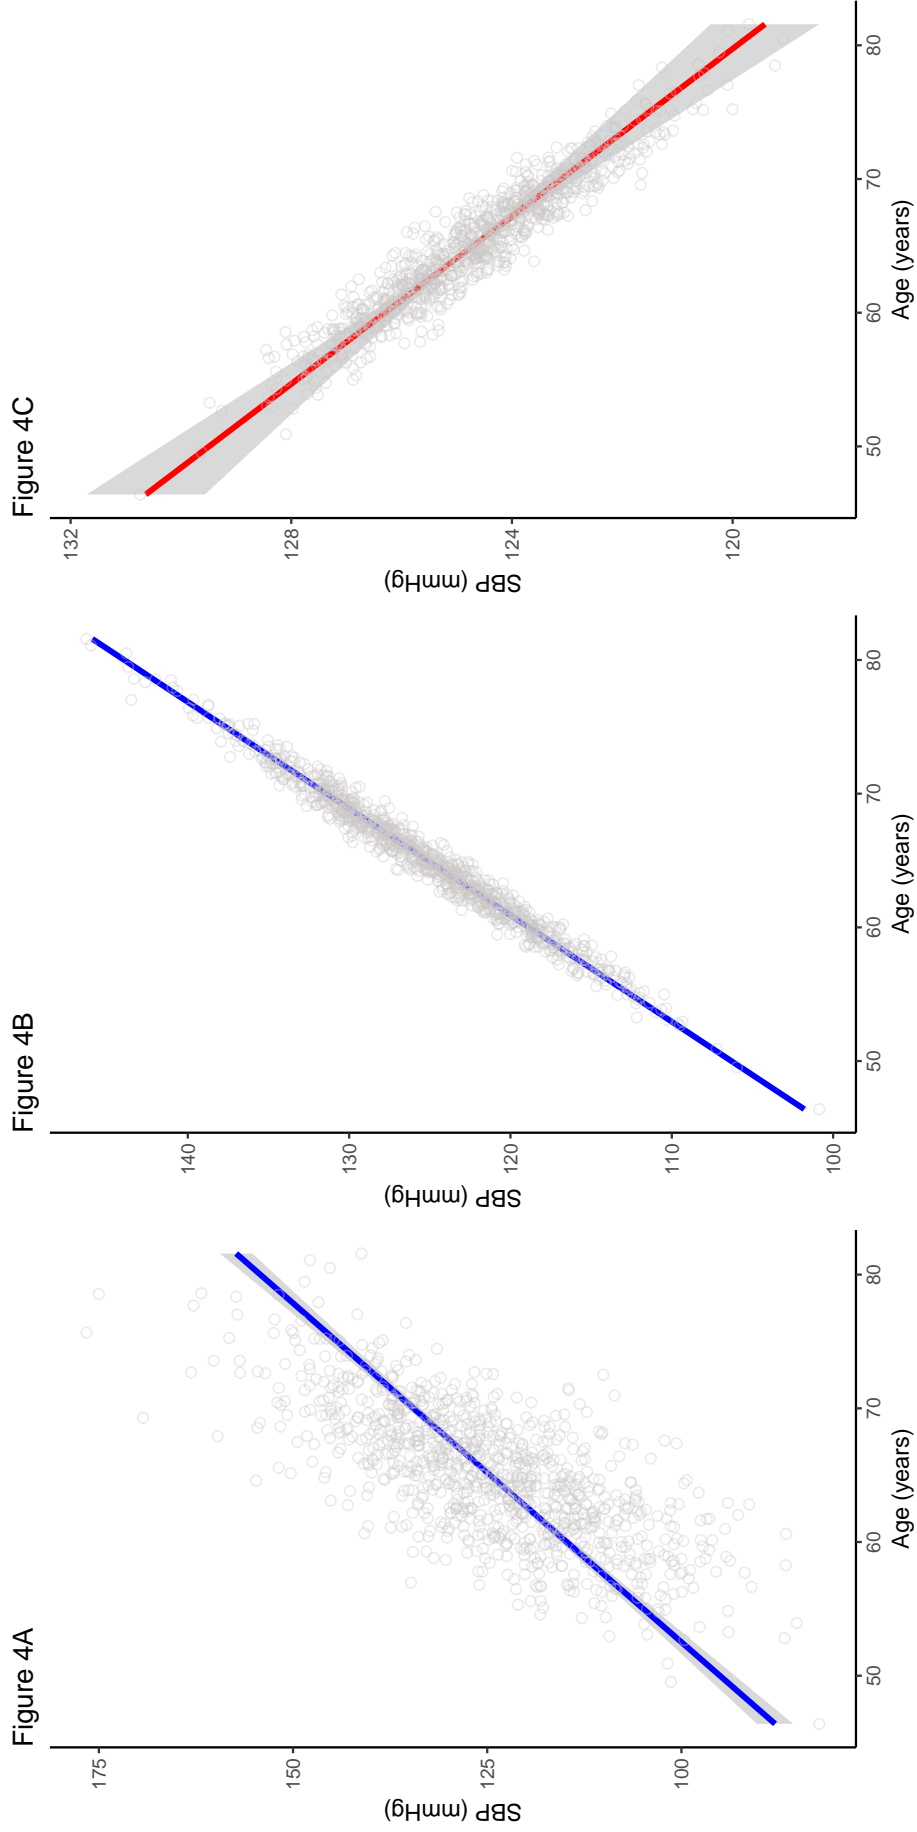 Figure 4A
SBP (mmHg)
175
150
125
100
50
60
70
80
Age (years)
Figure 4B
SBP (mmHg)
140
130
120
110
100
50
60
70
80
Age (years)
Figure 4C
SBP (mmHg)
132
128
124
120
50
60
70
80
Age (years)